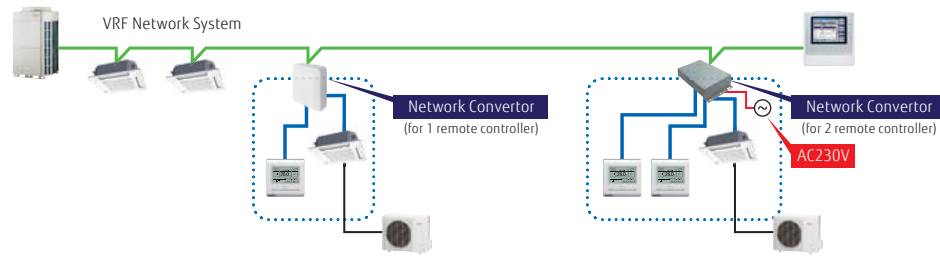 VRF Network System
Network Convertor
(for 1 remote controller)
Network Convertor
(for 2 remote controller)
AC230V